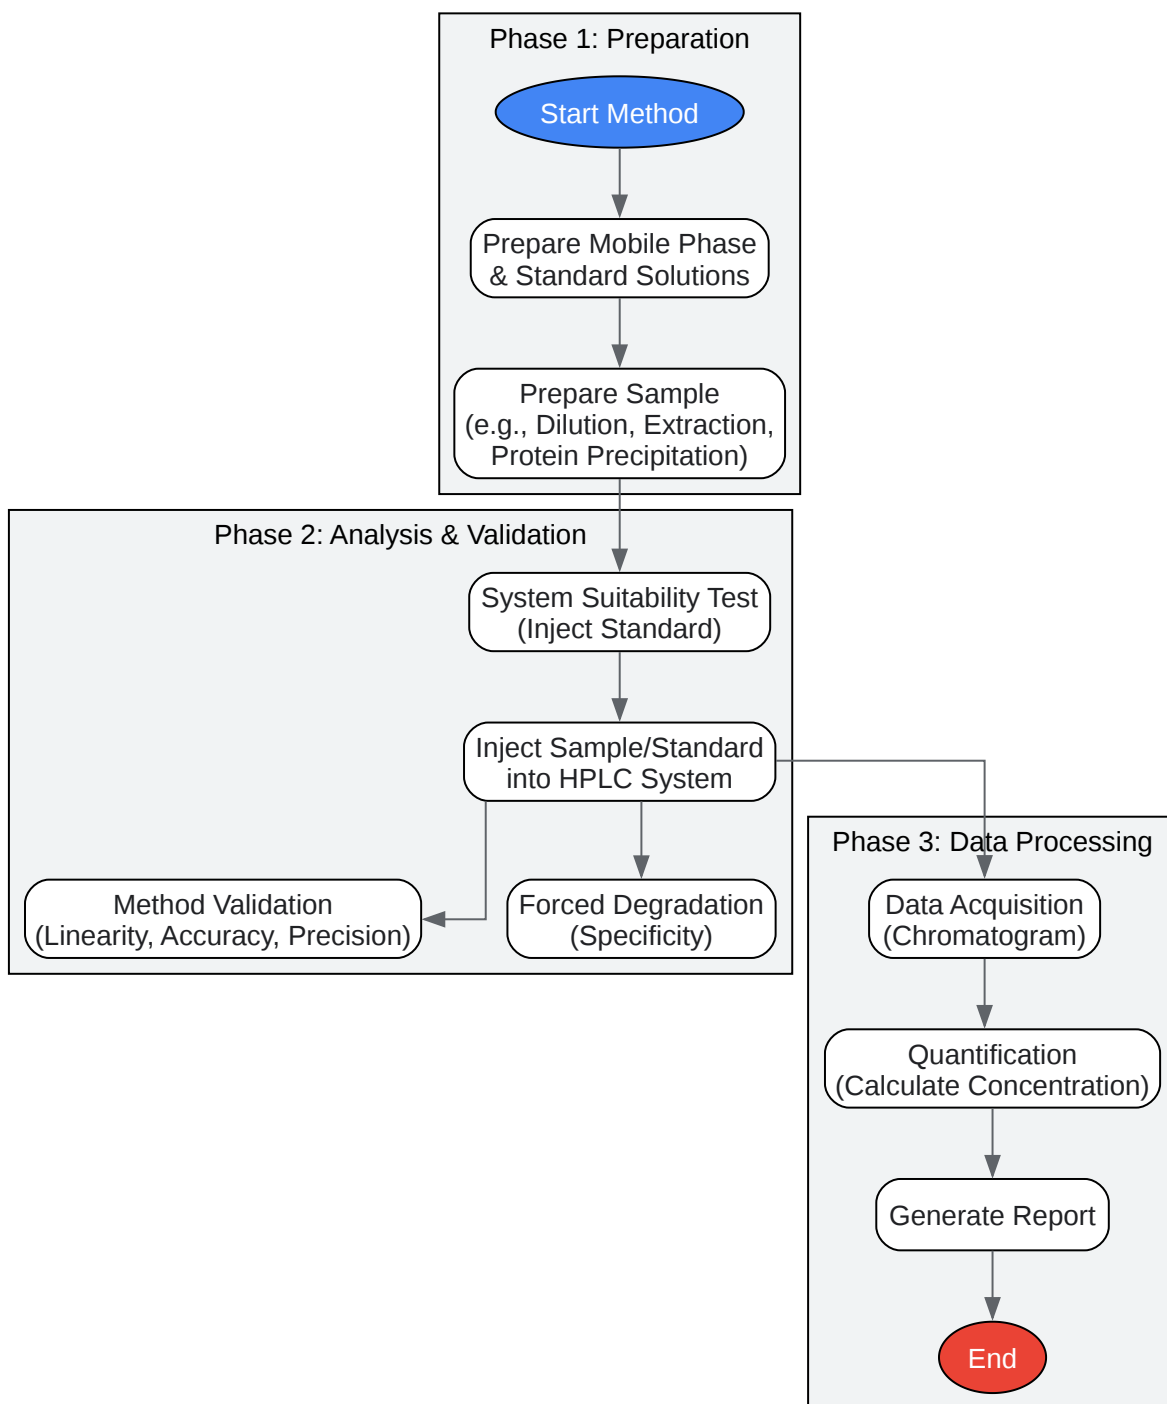 Phase 1: Preparation
Start Method
Prepare Mobile Phase
& Standard Solutions
Prepare Sample
(e.g., Dilution, Extraction,
Protein Precipitation)
Phase 2: Analysis & Validation
System Suitability Test
(Inject Standard)
Inject Sample/Standard
into HPLC System
Method Validation
(Linearity, Accuracy, Precision)
Forced Degradation
(Specificity)
Phase 3: Data Processing
Data Acquisition
(Chromatogram)
Quantification
(Calculate Concentration)
Generate Report
End